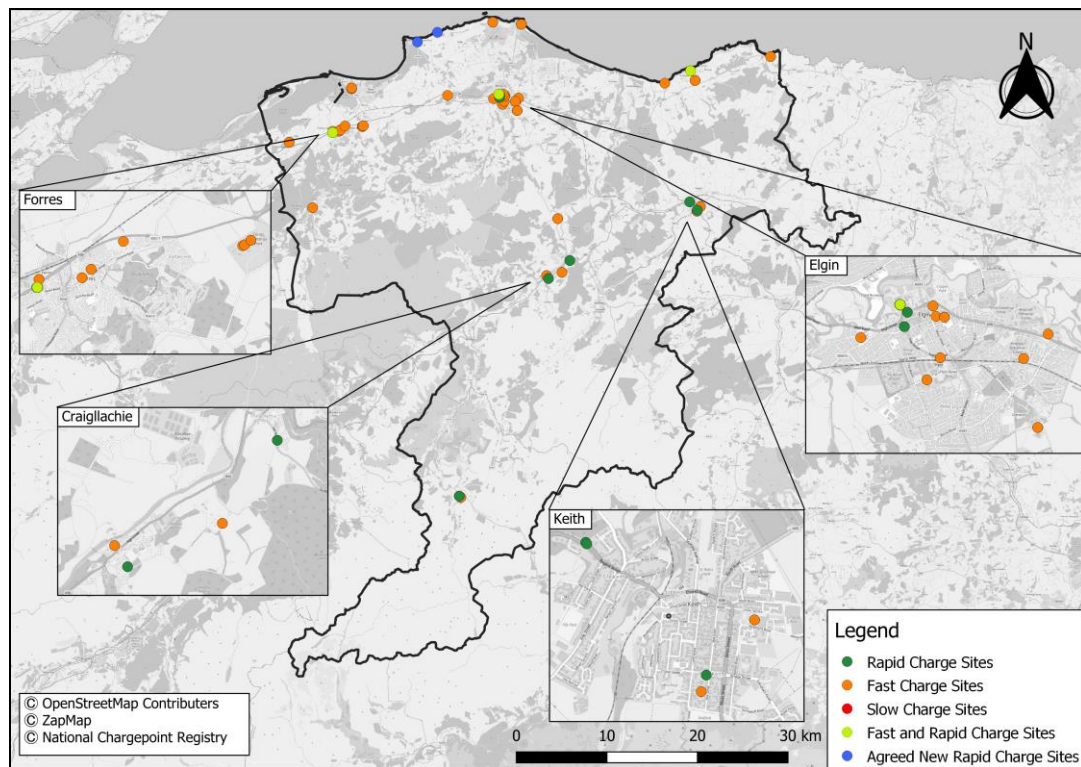 N
Forres
Elgin
Craigllachie
Keith
Legend
Rapid Charge Sites
Fast Charge Sites
Slow Charge Sites
Fast and Rapid Charge Sites
Agreed New Rapid Charge Sites
© OpenStreetMap Contributors
© ZapMap
© National Chargepoint Registry
0 10 20 30 km